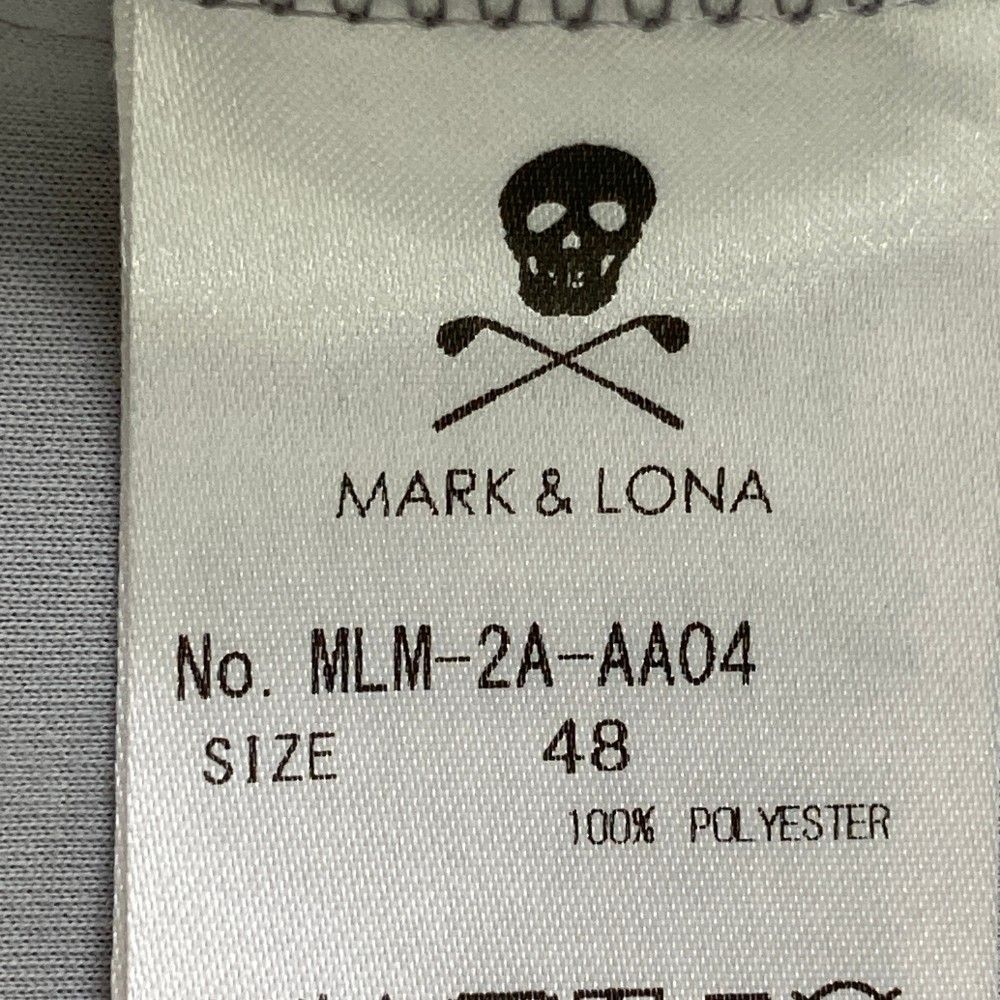 MARK & LONA
No. MLM-2A-AA04
SIZE 48
100% POLYESTER